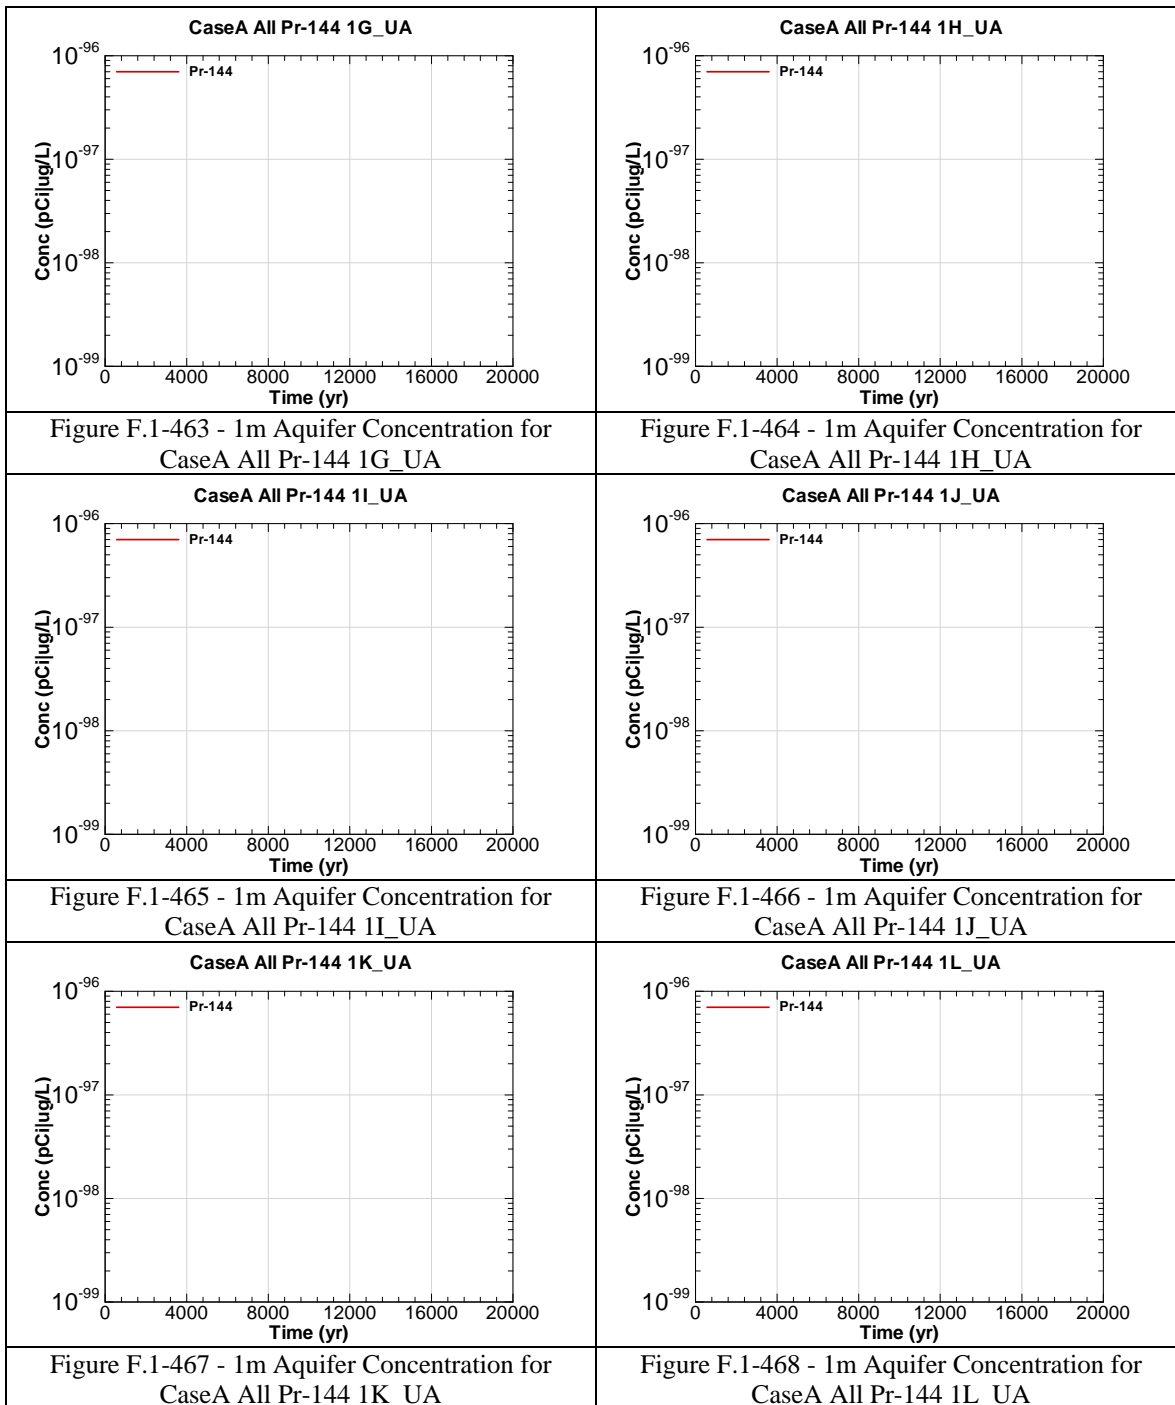 CaseA All Pr-144 1G_UA
Pr-144
10-96
10-97
10-98
10-99
Conc (pCi|ug/L)
0 4000 8000 12000 16000 20000
Time (yr)
Figure F.1-463 - 1m Aquifer Concentration for
CaseA All Pr-144 1G_UA
CaseA All Pr-144 1H_UA
Pr-144
10-96
10-97
10-98
10-99
Conc (pCi|ug/L)
0 4000 8000 12000 16000 20000
Time (yr)
Figure F.1-464 - 1m Aquifer Concentration for
CaseA All Pr-144 1H_UA
CaseA All Pr-144 1I_UA
Pr-144
10-96
10-97
10-98
10-99
Conc (pCi|ug/L)
0 4000 8000 12000 16000 20000
Time (yr)
Figure F.1-465 - 1m Aquifer Concentration for
CaseA All Pr-144 1I_UA
CaseA All Pr-144 1J_UA
Pr-144
10-96
10-97
10-98
10-99
Conc (pCi|ug/L)
0 4000 8000 12000 16000 20000
Time (yr)
Figure F.1-466 - 1m Aquifer Concentration for
CaseA All Pr-144 1J_UA
CaseA All Pr-144 1K_UA
Pr-144
10-96
10-97
10-98
10-99
Conc (pCi|ug/L)
0 4000 8000 12000 16000 20000
Time (yr)
Figure F.1-467 - 1m Aquifer Concentration for
CaseA All Pr-144 1K_UA
CaseA All Pr-144 1L_UA
Pr-144
10-96
10-97
10-98
10-99
Conc (pCi|ug/L)
0 4000 8000 12000 16000 20000
Time (yr)
Figure F.1-468 - 1m Aquifer Concentration for
CaseA All Pr-144 1L_UA